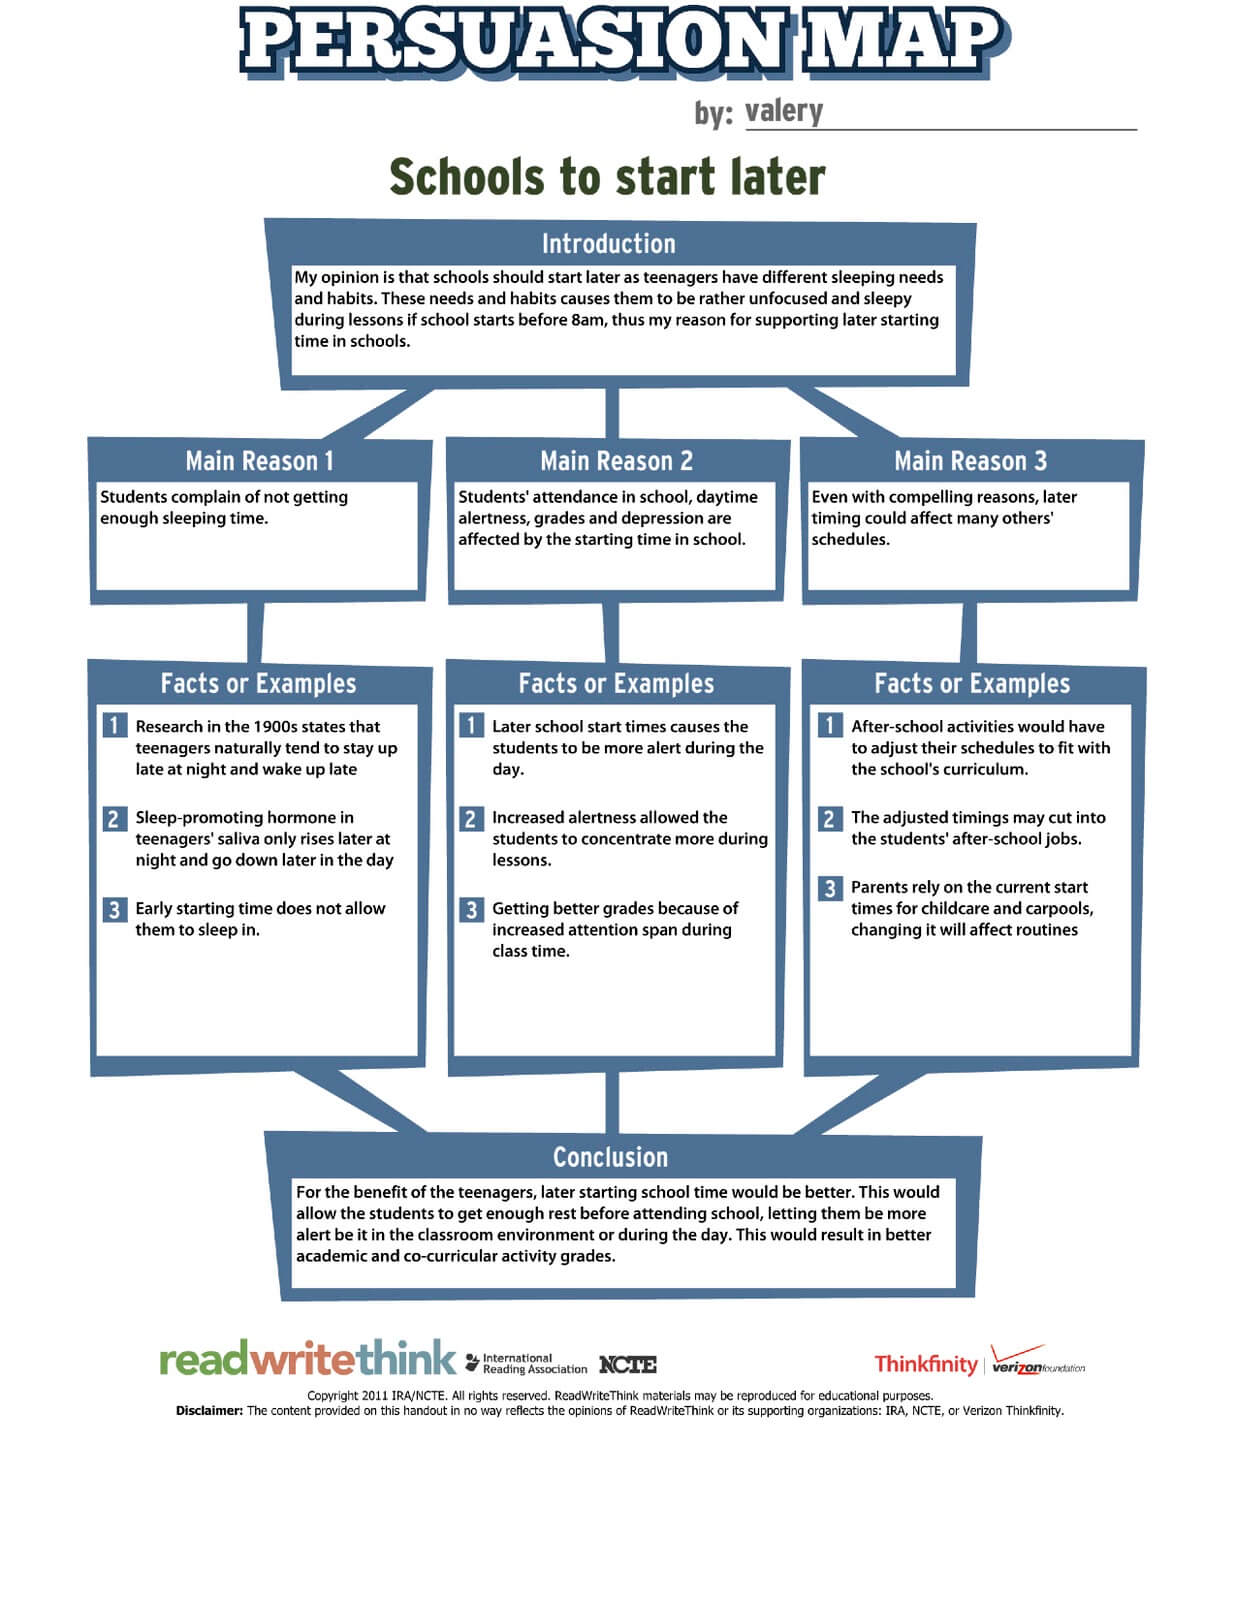 PERSUASION MAP
by: valery
Schools to start later
Introduction
My opinion is that schools should start later as teenagers have different sleeping needs
and habits. These needs and habits causes them to be rather unfocused and sleepy
during lessons if school starts before 8am, thus my reason for supporting later starting
time in schools.
Main Reason 1
Students complain of not getting
enough sleeping time.
Main Reason 2
Students' attendance in school, daytime
alertness, grades and depression are
affected by the starting time in school.
Main Reason 3
Even with compelling reasons, later
timing could affect many others'
schedules.
Facts or Examples
1 Research in the 1900s states that
teenagers naturally tend to stay up
late at night and wake up late
2 Sleep-promoting hormone in
teenagers' saliva only rises later at
night and go down later in the day
3 Early starting time does not allow
them to sleep in.
Facts or Examples
1 Later school start times causes the
students to be more alert during the
day.
2 Increased alertness allowed the
students to concentrate more during
lessons.
3 Getting better grades because of
increased attention span during
class time.
Facts or Examples
1 After-school activities would have
to adjust their schedules to fit with
the school's curriculum.
2 The adjusted timings may cut into
the students' after-school jobs.
3 Parents rely on the current start
times for childcare and carpools,
changing it will affect routines
Conclusion
For the benefit of the teenagers, later starting school time would be better. This would
allow the students to get enough rest before attending school, letting them be more
alert be it in the classroom environment or during the day. This would result in better
academic and co-curricular activity grades.
readwritethink
International
Reading Association
NCTE
Thinkfinity
verizonfoundation
Copyright 2011 IRA/NCTE. All rights reserved. ReadWriteThink materials may be reproduced for educational purposes.
Disclaimer: The content provided on this handout in no way reflects the opinions of ReadWriteThink or its supporting organizations: IRA, NCTE, or Verizon Thinkfinity.